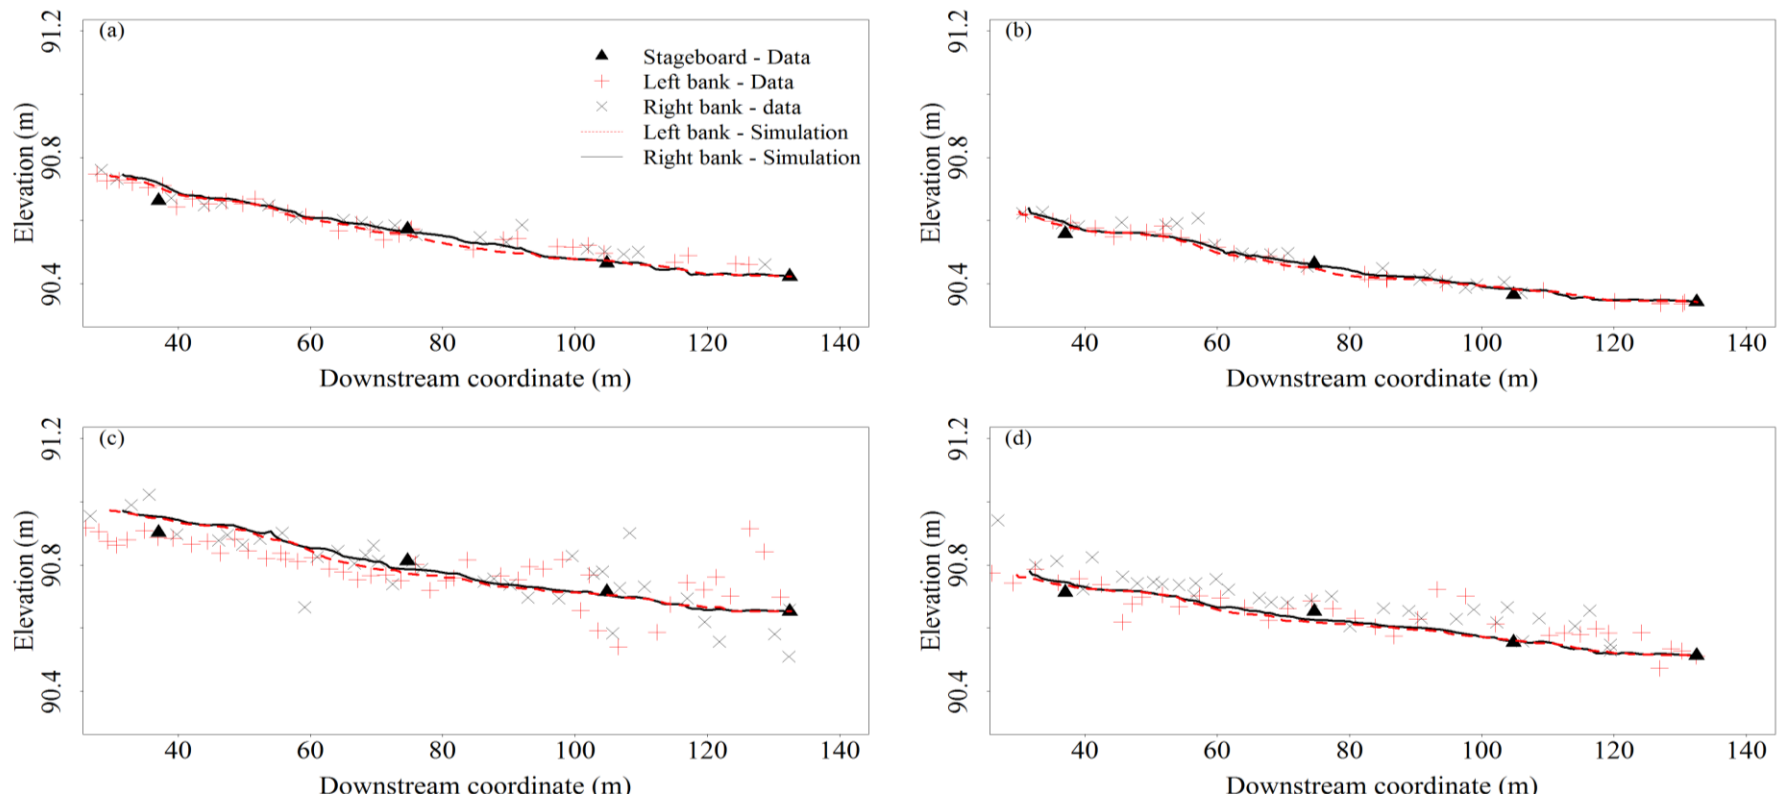 (a)
91.2
90.8
90.4
Elevation (m)
Stageboard - Data
Left bank - Data
Right bank - data
Left bank - Simulation
Right bank - Simulation
40 60 80 100 120 140
Downstream coordinate (m)
(b)
91.2
90.8
90.4
Elevation (m)
40 60 80 100 120 140
Downstream coordinate (m)
(c)
91.2
90.8
90.4
Elevation (m)
40 60 80 100 120 140
Downstream coordinate (m)
(d)
91.2
90.8
90.4
Elevation (m)
40 60 80 100 120 140
Downstream coordinate (m)